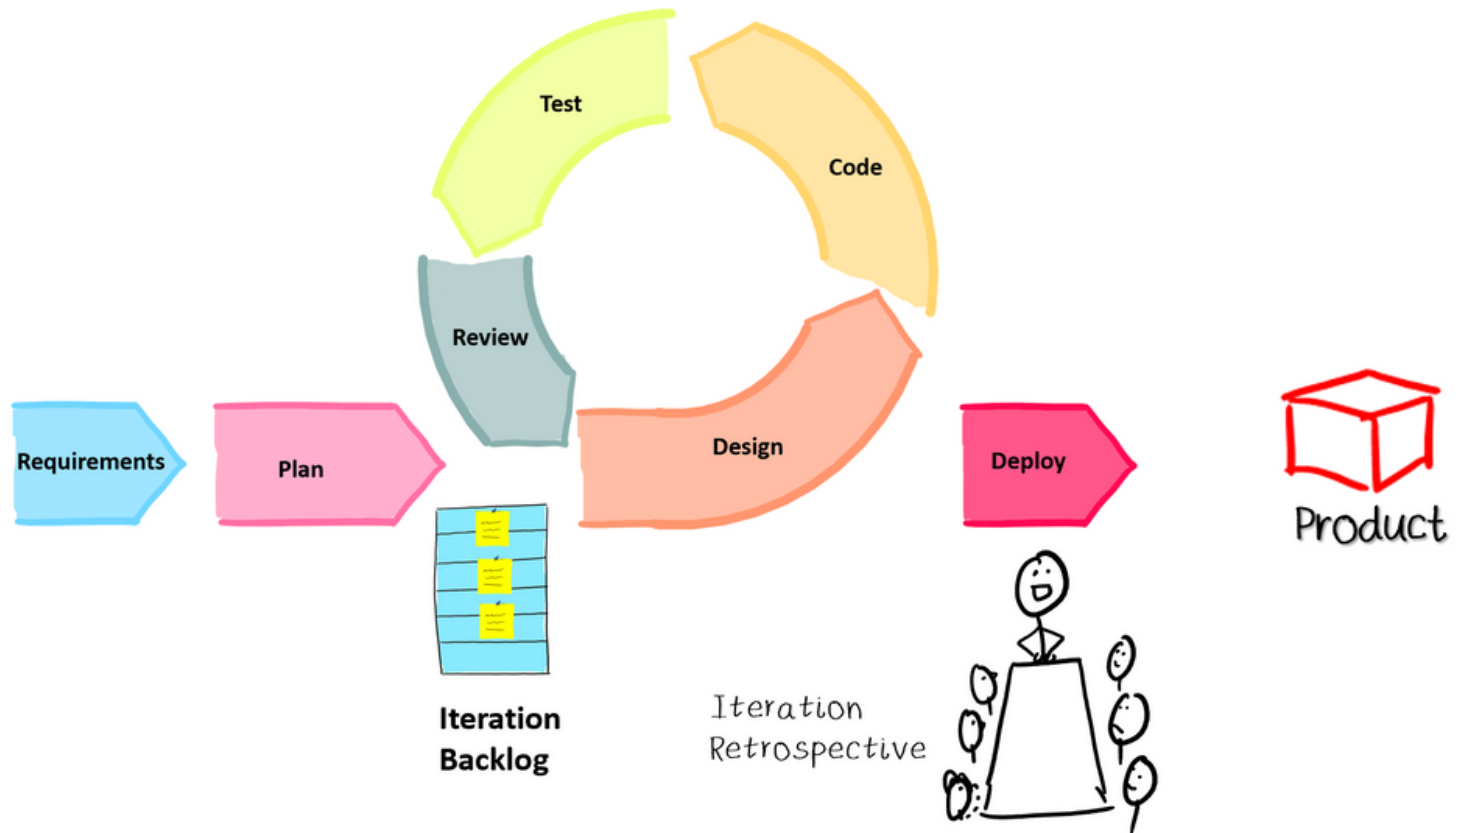 Test
Code
Review
Design
Requirements
Plan
Deploy
Product
Iteration
Backlog
Iteration
Retrospective